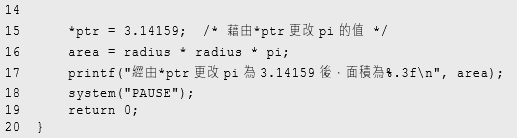 14
15 *ptr = 3.14159; /* 藉由*ptr 更改 pi 的值 */
16 area = radius * radius * pi;
17 printf("經由*ptr 更改 pi 為 3.14159 後，面積為%.3f\n", area);
18 system("PAUSE");
19 return 0;
20 }